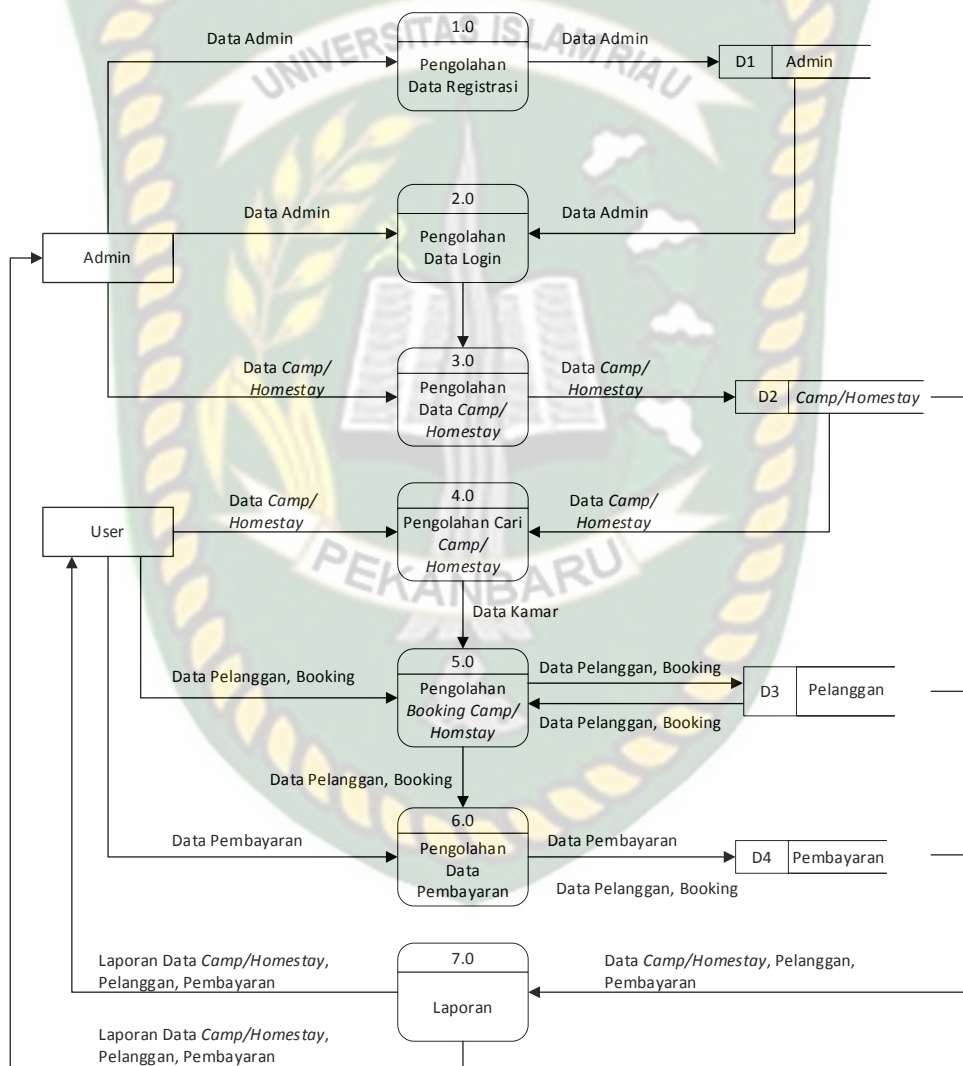 1.0
Data Admin
Data Admin
UNIVERSITAS ISLAM RIAU
Pengolahan
Data Registrasi
D1
Admin
2.0
Data Admin
Data Admin
Pengolahan
Data Login
Admin
3.0
Data Camp/
Homestay
Data Camp/
Homestay
Pengolahan
Data Camp/
Homestay
D2
Camp/Homestay
4.0
Data Camp/
Homestay
Data Camp/
Homestay
User
Pengolahan Cari
Camp/
Homestay
PEKANBARU
Data Kamar
5.0
Data Pelanggan, Booking
Data Pelanggan, Booking
Pengolahan
Booking Camp/
Homstay
D3
Pelanggan
Data Pelanggan, Booking
Data Pelanggan, Booking
6.0
Data Pembayaran
Data Pembayaran
Pengolahan
Data
Pembayaran
D4
Pembayaran
Data Pelanggan, Booking
7.0
Laporan Data Camp/Homestay,
Pelanggan, Pembayaran
Data Camp/Homestay, Pelanggan,
Pembayaran
Laporan
Laporan Data Camp/Homestay,
Pelanggan, Pembayaran